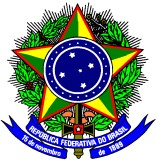 REPÚBLICA FEDERATIVA DO BRASIL
15 de novembro de 1889